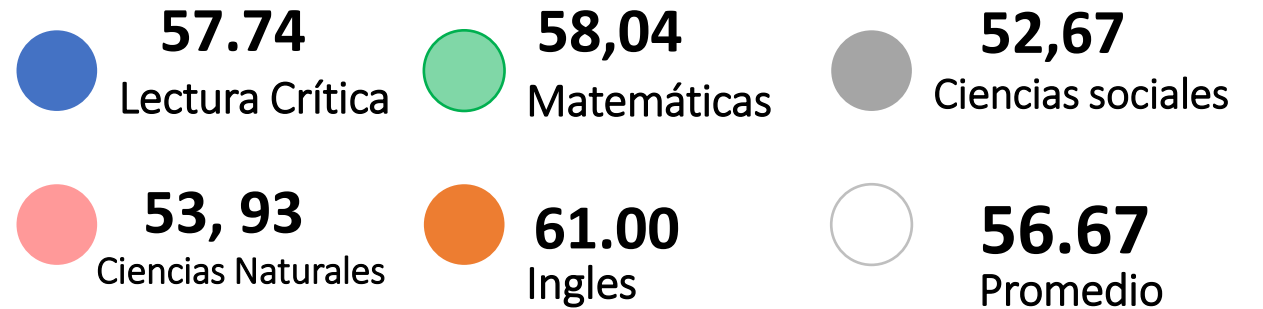 57.74
Lectura Crítica
58,04
Matemáticas
52,67
Ciencias sociales
53, 93
Ciencias Naturales
61.00
Ingles
56.67
Promedio